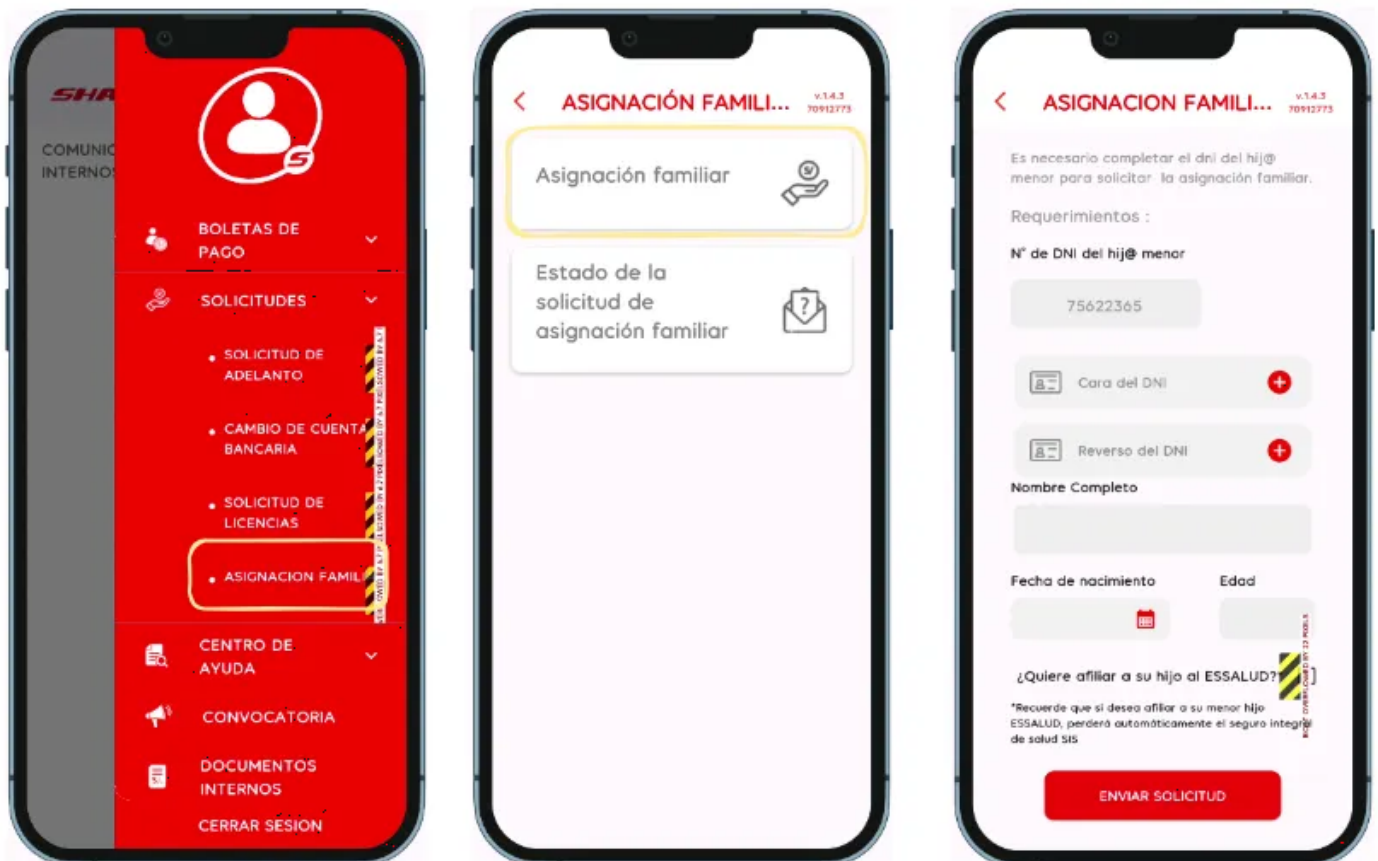 SHA
COMUNIC
INTERNOS
BOLETAS DE
PAGO
SOLICITUDES
SOLICITUD DE
ADELANTO
CAMBIO DE CUENTA
BANCARIA
SOLICITUD DE
LICENCIAS
ASIGNACION FAMILI
CENTRO DE
AYUDA
CONVOCATORIA
DOCUMENTOS
INTERNOS
CERRAR SESION
ASIGNACIÓN FAMILI...
v.1.4.3
70912773
Asignación familiar
Estado de la
solicitud de
asignación familiar
ASIGNACION FAMILI...
v.1.4.3
70912773
Es necesario completar el dni del hij@
menor para solicitar la asignación familiar.
Requerimientos :
N° de DNI del hij@ menor
75622365
Cara del DNI
Reverso del DNI
Nombre Completo
Fecha de nacimiento
Edad
¿Quiere afiliar a su hijo al ESSALUD?
OVERFLOWED BY 22 PIXELS
*Recuerde que si desea afiliar a su menor hijo
ESSALUD, perderá automáticamente el seguro integral
de salud SIS
ENVIAR SOLICITUD